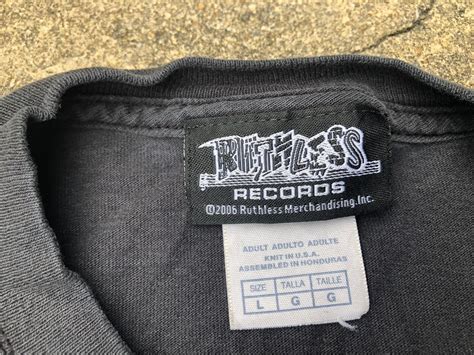 RUTHLESS
RECORDS
©2006 Ruthless Merchandising.Inc.
ADULT ADULTO ADULTE
KNIT IN U.S.A.
ASSEMBLED IN HONDURAS
SIZE TALLA TAILLE
L G G